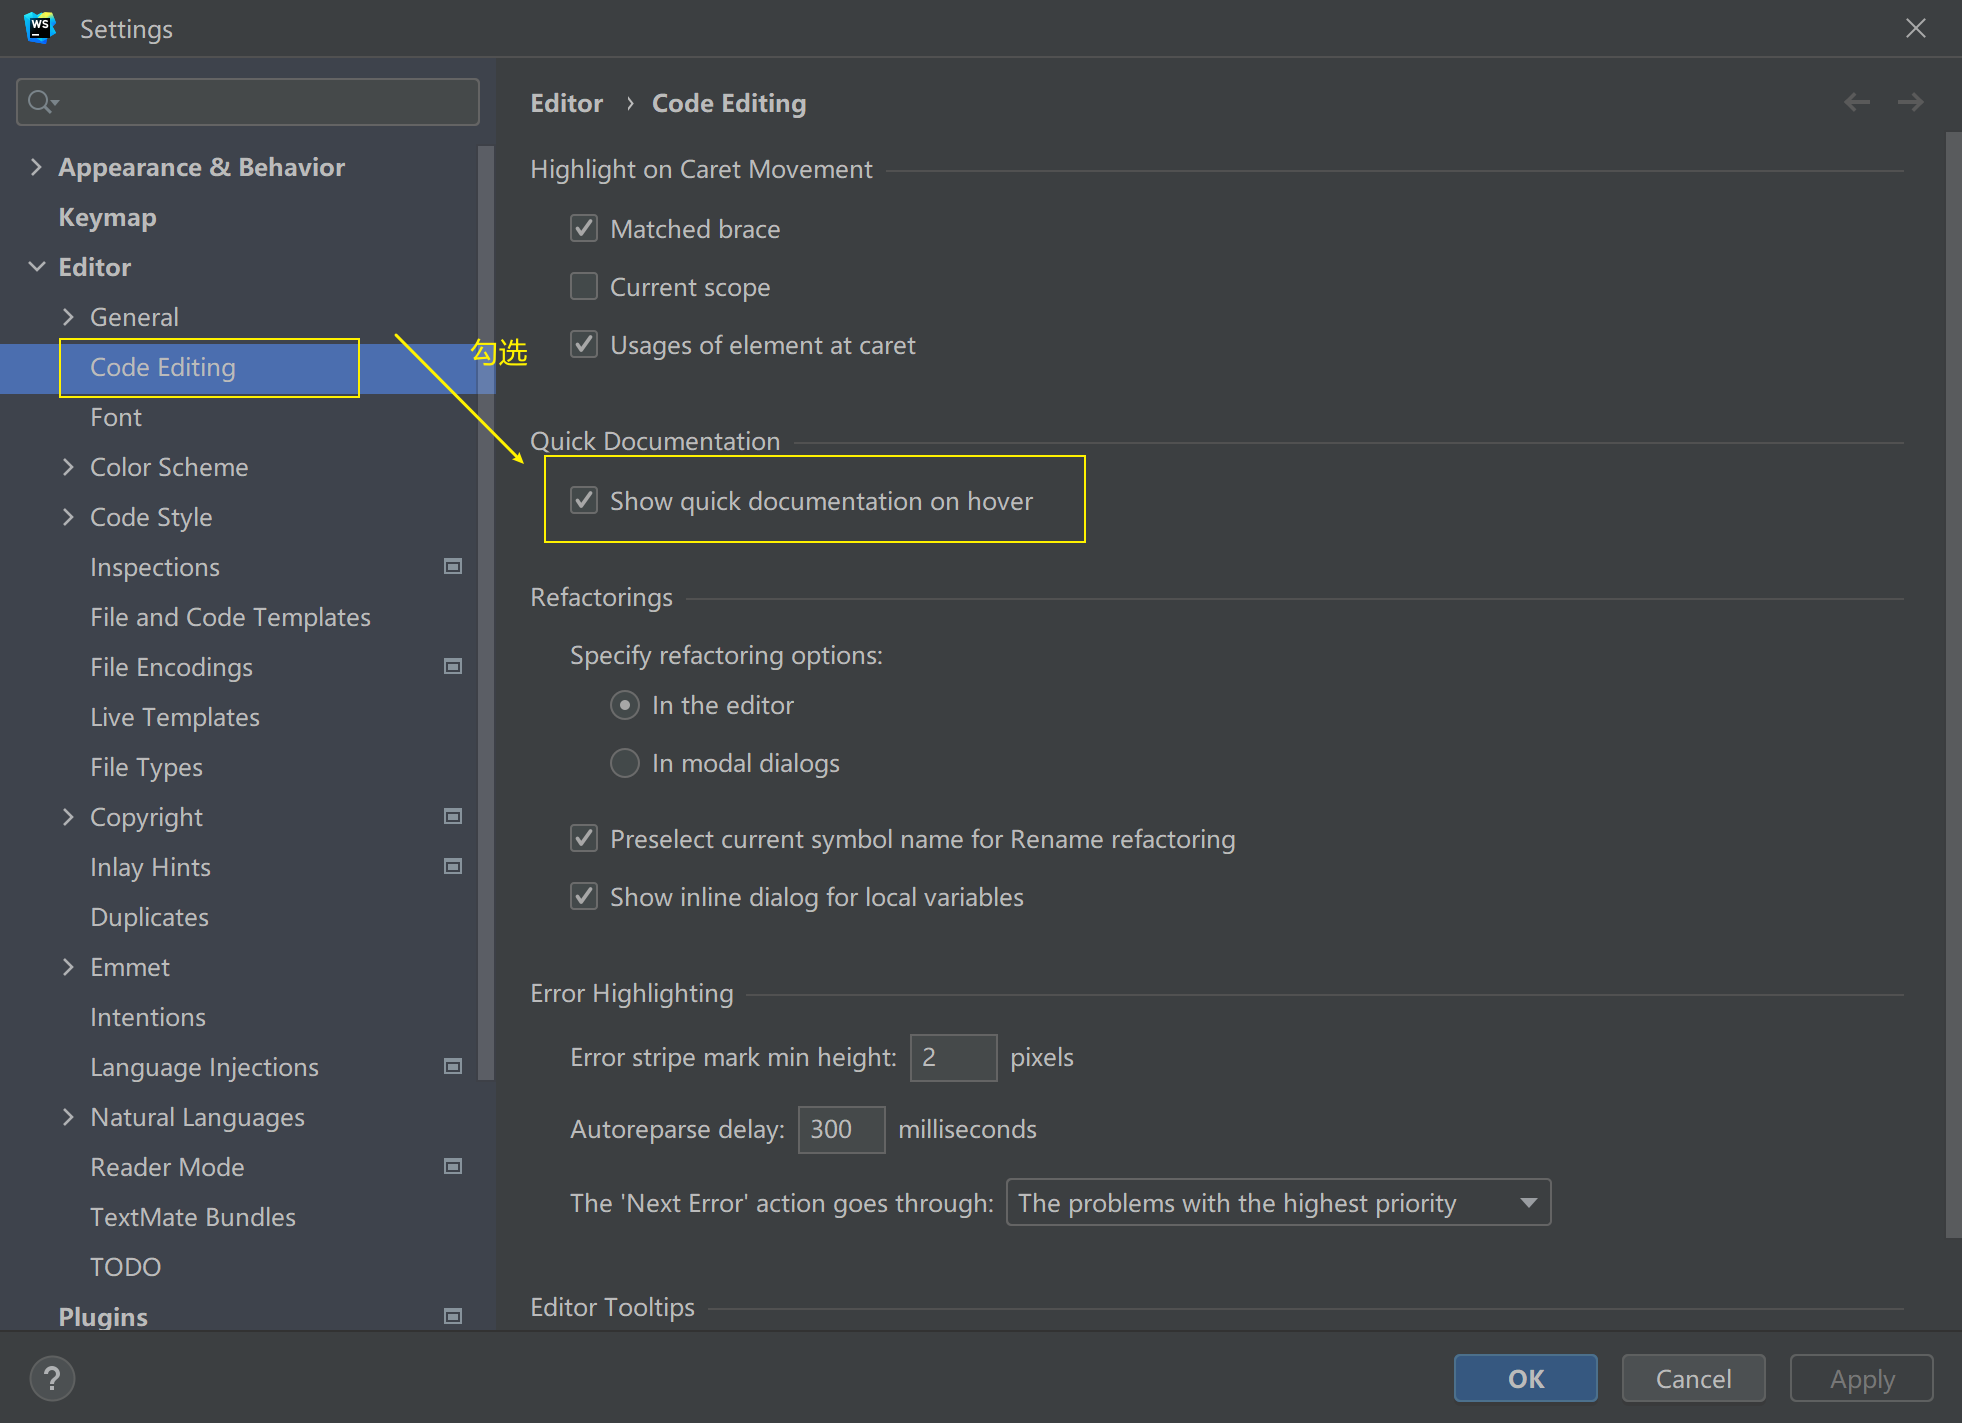 WS
Settings
Appearance & Behavior
Keymap
Editor
General
Code Editing
Font
Color Scheme
Code Style
Inspections
File and Code Templates
File Encodings
Live Templates
File Types
Copyright
Inlay Hints
Duplicates
Emmet
Intentions
Language Injections
Natural Languages
Reader Mode
TextMate Bundles
TODO
Plugins
Editor › Code Editing
Highlight on Caret Movement
Matched brace
Current scope
Usages of element at caret
勾选
Quick Documentation
Show quick documentation on hover
Refactorings
Specify refactoring options:
In the editor
In modal dialogs
Preselect current symbol name for Rename refactoring
Show inline dialog for local variables
Error Highlighting
Error stripe mark min height: 2 pixels
Autoreparse delay: 300 milliseconds
The 'Next Error' action goes through: The problems with the highest priority
Editor Tooltips
?
OK
Cancel
Apply